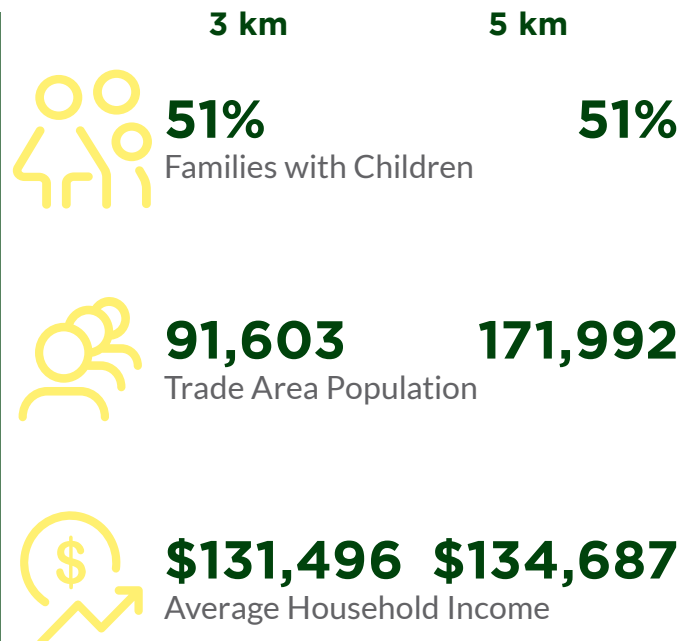 3 km 5 km
51% 51%
Families with Children
91,603 171,992
Trade Area Population
$
$131,496 $134,687
Average Household Income